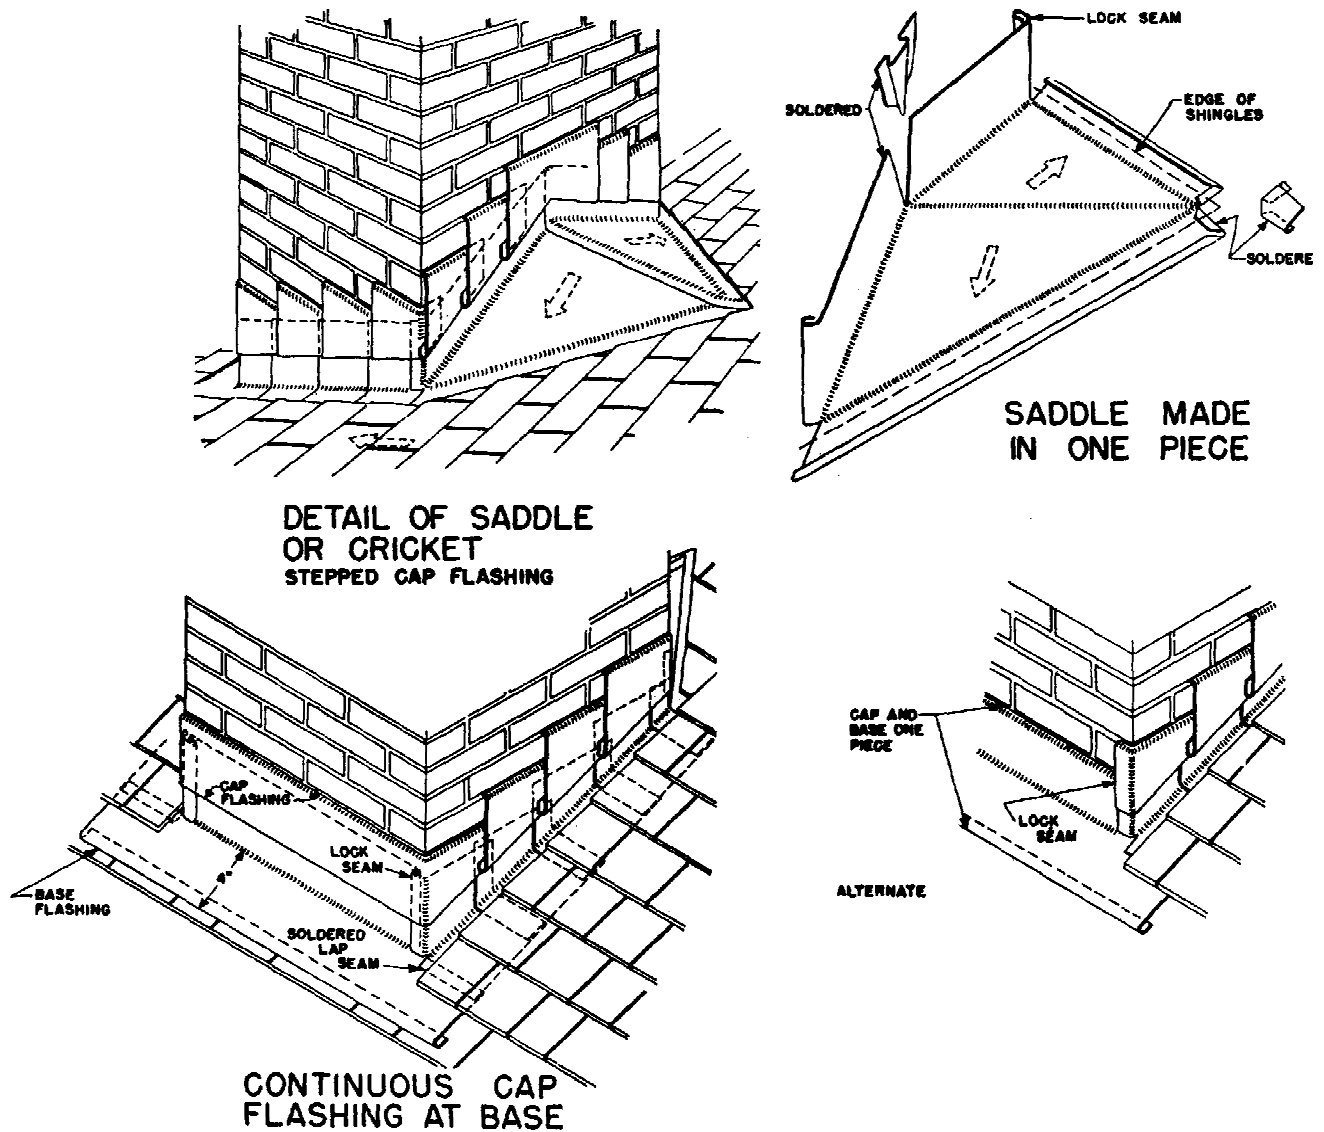 LOCK SEAM
SOLDERED
EDGE OF
SHINGLES
SOLDERE
SADDLE MADE
IN ONE PIECE
DETAIL OF SADDLE
OR CRICKET
STEPPED CAP FLASHING
CAP
FLASHING
LOCK
SEAM
4"
BASE
FLASHING
SOLDERED
LAP
SEAM
CONTINUOUS CAP
FLASHING AT BASE
CAP AND
BASE ONE
PIECE
LOCK
SEAM
ALTERNATE